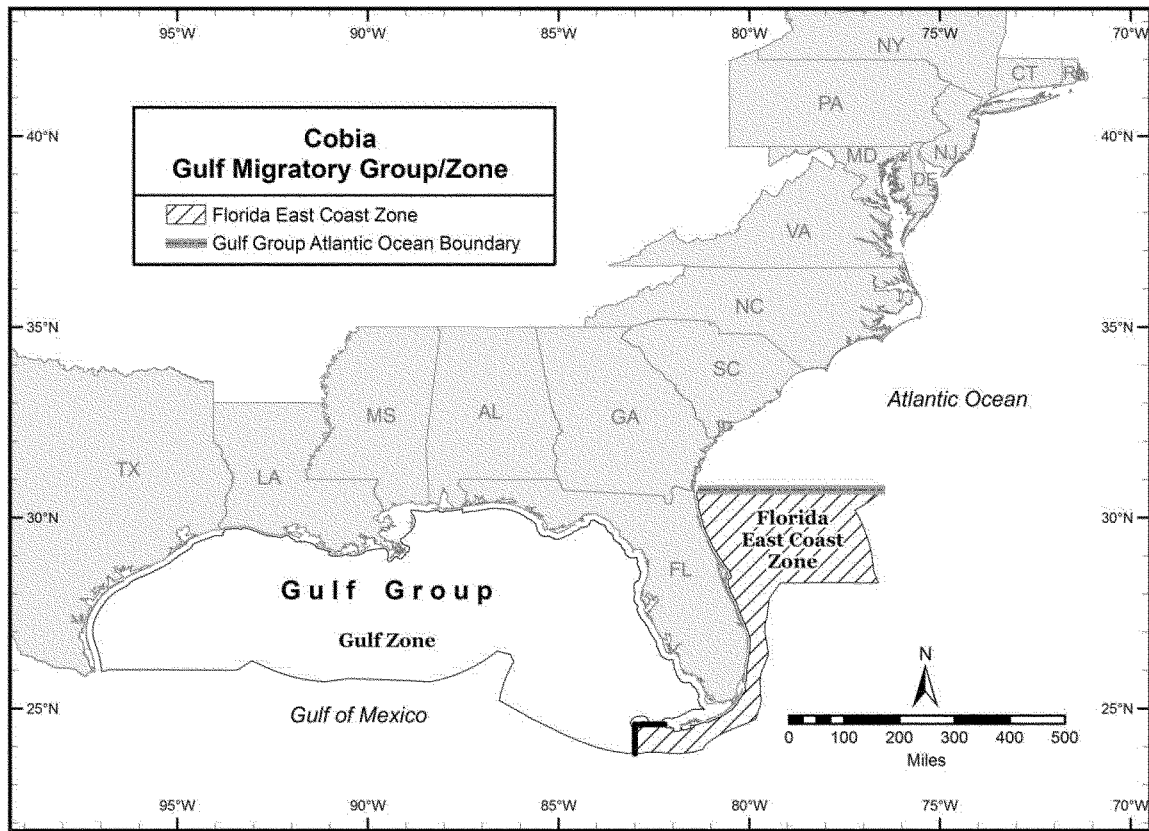 95°W 90°W 85°W 80°W 75°W 70°W
NY
CT RI
PA
40°N 40°N
Cobia
Gulf Migratory Group/Zone
Florida East Coast Zone
Gulf Group Atlantic Ocean Boundary
MD NJ
DE
VA
NC
35°N 35°N
SC
MS AL GA
Atlantic Ocean
TX LA
30°N 30°N
Florida
East Coast
Zone
FL
Gulf Group
Gulf Zone
N
Gulf of Mexico
25°N 25°N
0 100 200 300 400 500
Miles
95°W 90°W 85°W 80°W 75°W 70°W